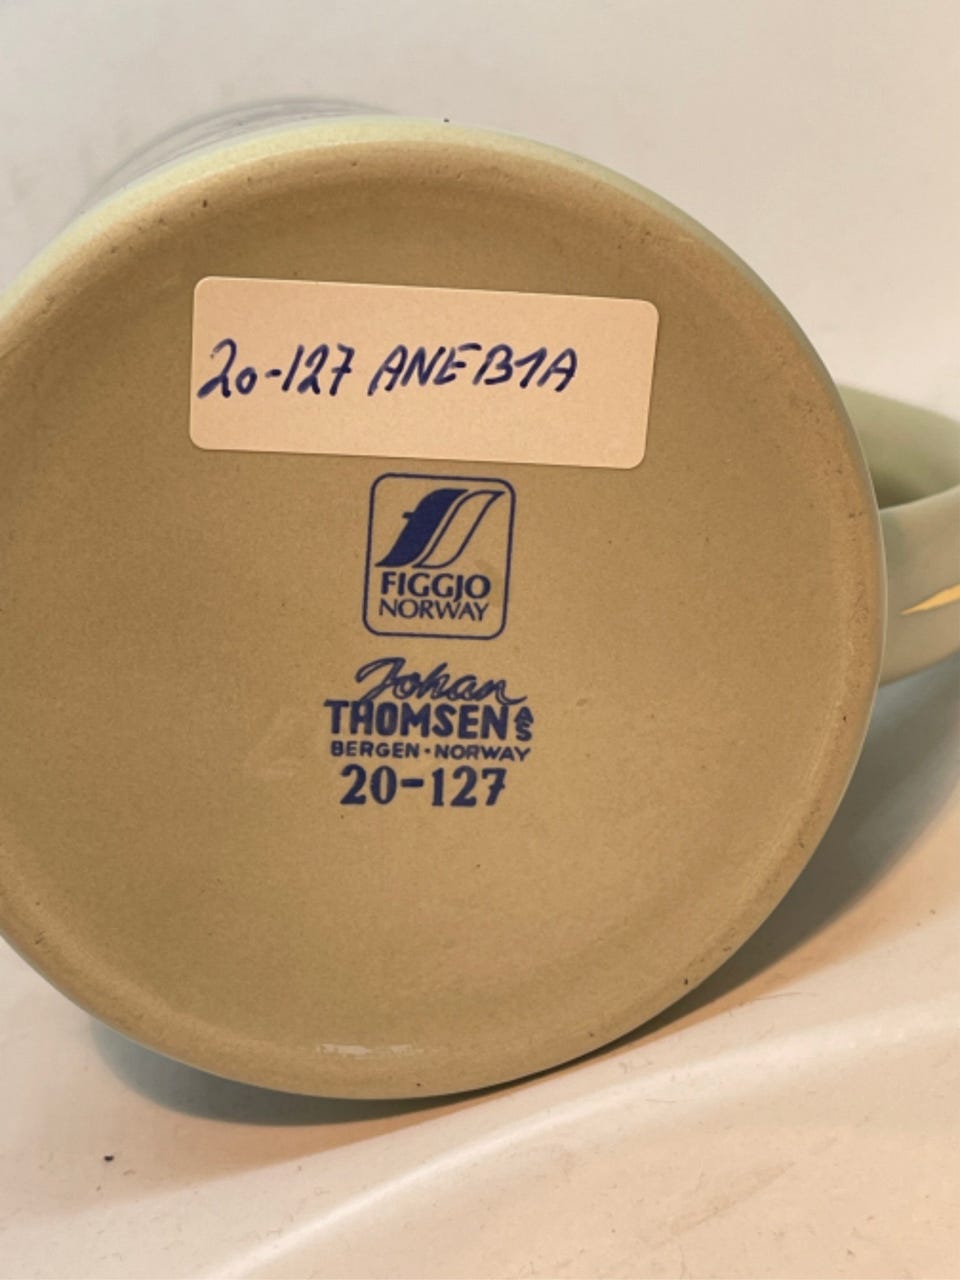 20-127 ANEB1A
FIGGJO
NORWAY
Johan
THOMSEN A/S
BERGEN · NORWAY
20-127